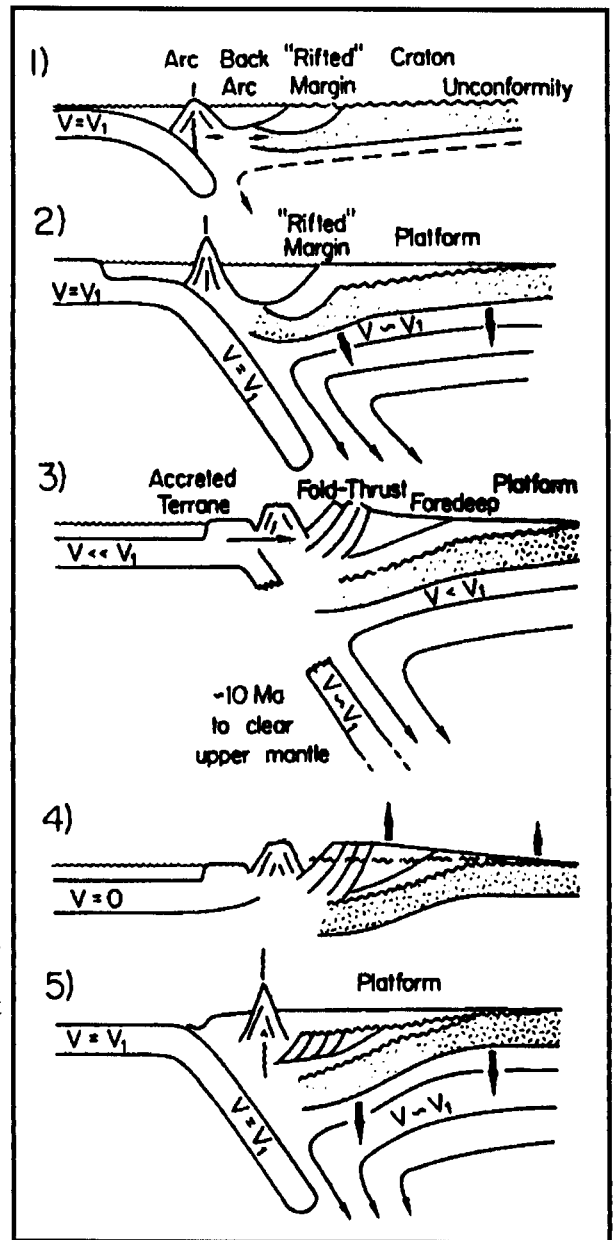 1)
Arc Back "Rifted" Craton
Arc Margin Unconformity
V=V₁
2)
"Rifted" Platform
Margin
V=V₁
V∼V₁
V=V₁
3)
Accreted Platform
Terrane Fold-Thrust Foredeep
V<<V₁
V<V₁
~10 Ma
to clear
upper mantle
V∼V₁
4)
V=0
5)
Platform
V=V₁
V=V₁
V∼V₁